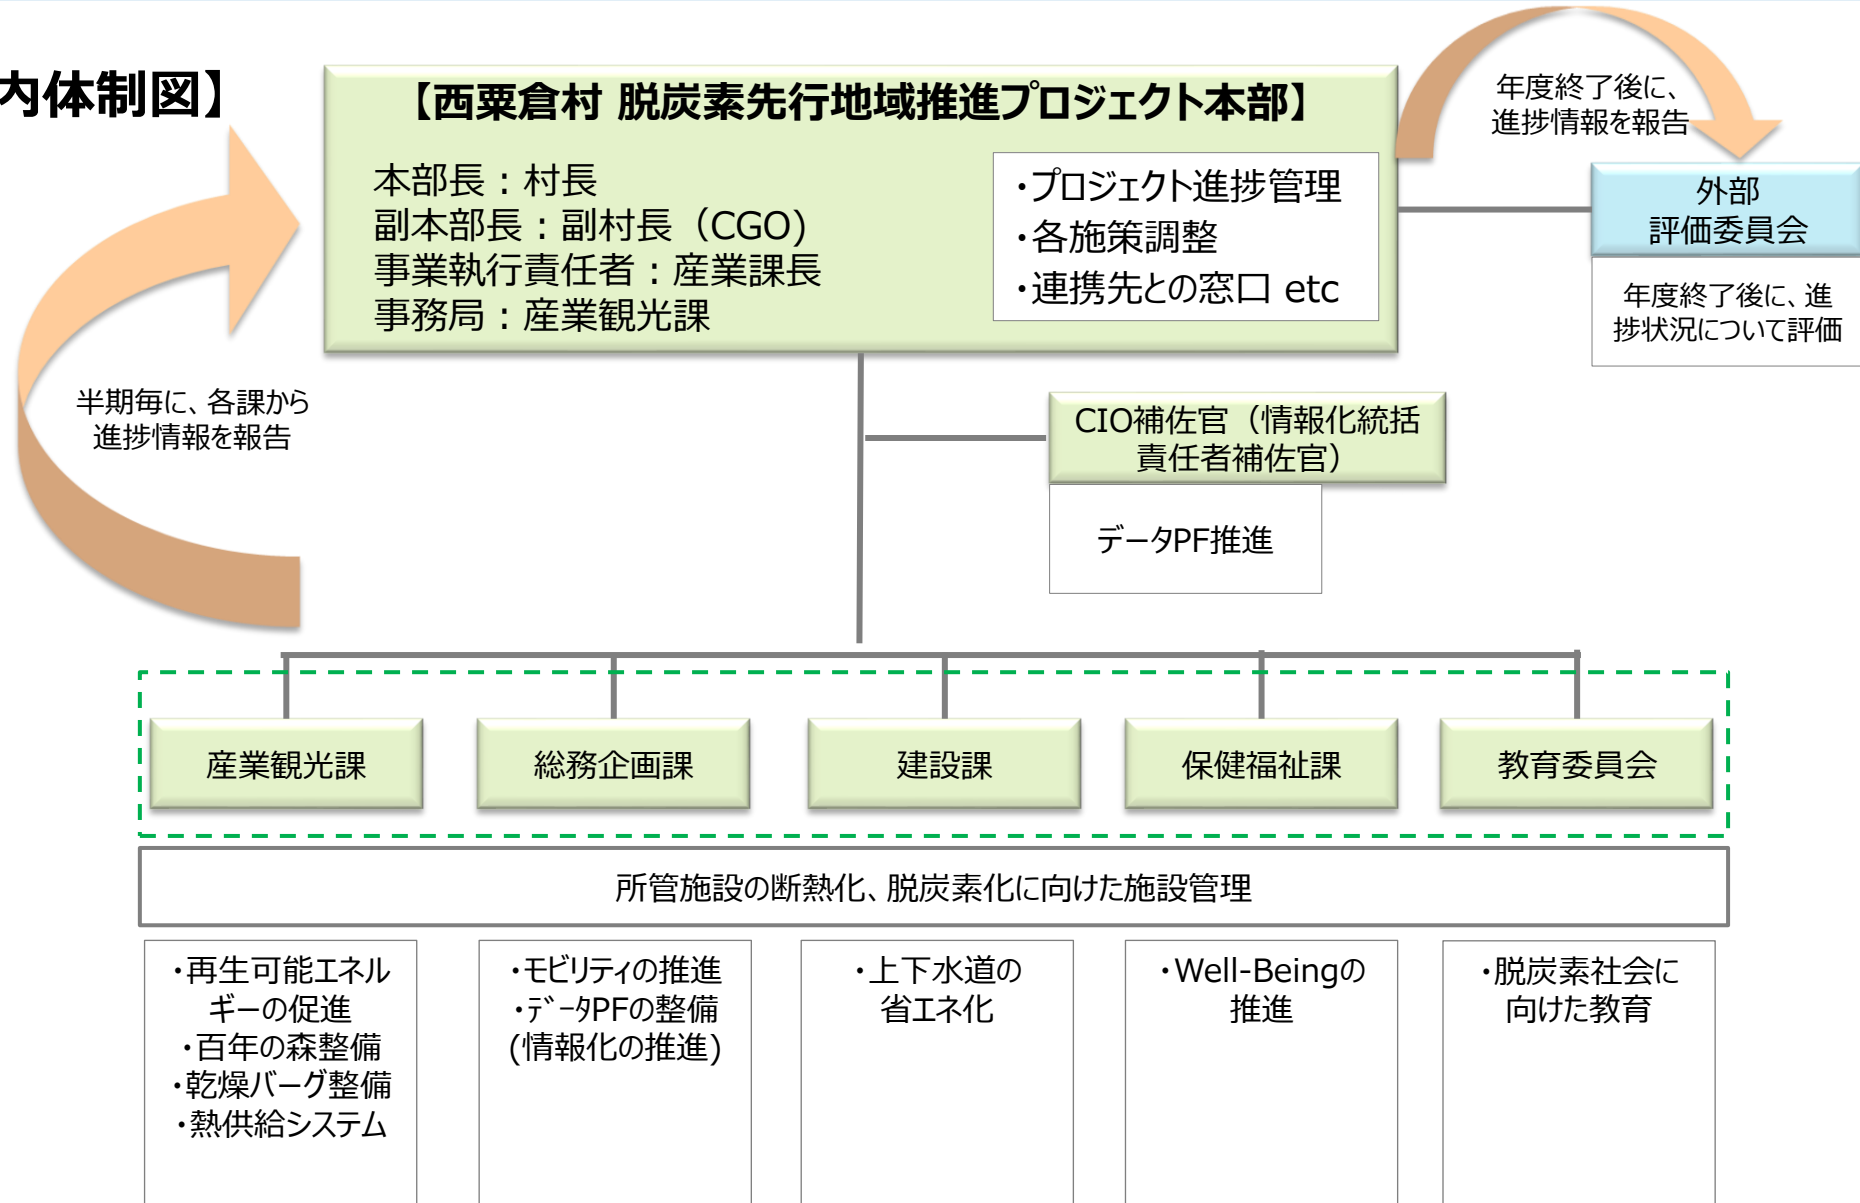 内体制図】
【西粟倉村 脱炭素先行地域推進プロジェクト本部】
本部長：村長
副本部長：副村長（CGO）
事業執行責任者：産業課長
事務局：産業観光課
・プロジェクト進捗管理
・各施策調整
・連携先との窓口 etc
年度終了後に、
進捗情報を報告
外部
評価委員会
年度終了後に、進
捗状況について評価
半期毎に、各課から
進捗情報を報告
CIO補佐官（情報化統括
責任者補佐官）
データPF推進
産業観光課
総務企画課
建設課
保健福祉課
教育委員会
所管施設の断熱化、脱炭素化に向けた施設管理
・再生可能エネル
ギーの促進
・百年の森整備
・乾燥バーグ整備
・熱供給システム
・モビリティの推進
・ﾃﾞｰﾀPFの整備
(情報化の推進)
・上下水道の
省エネ化
・Well-Beingの
推進
・脱炭素社会に
向けた教育